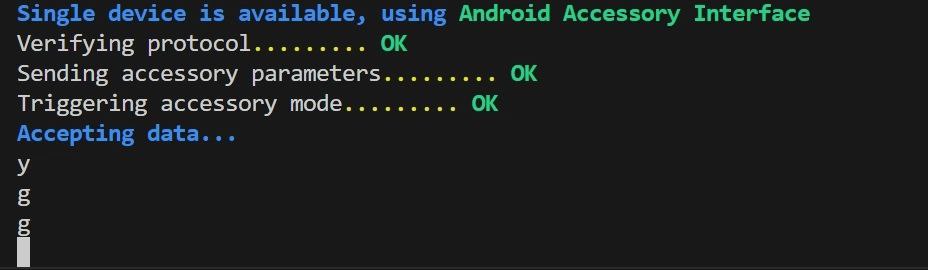 Single device is available, using Android Accessory Interface
Verifying protocol......... OK
Sending accessory parameters......... OK
Triggering accessory mode......... OK
Accepting data...
y
g
g